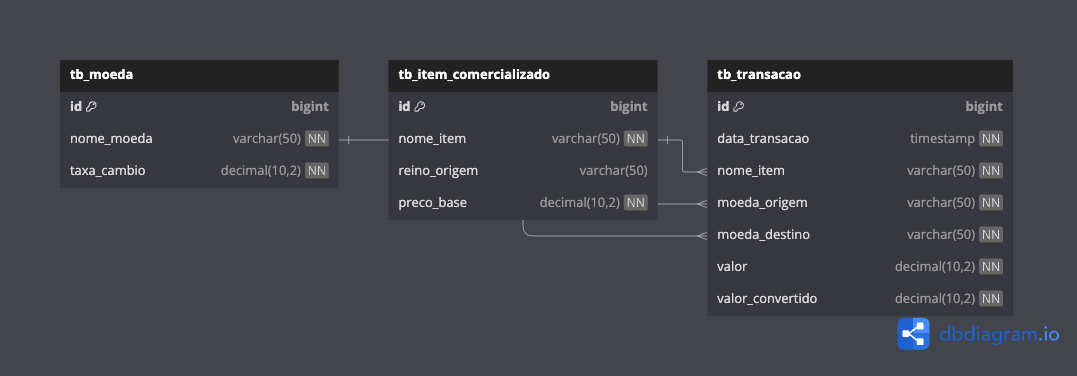 tb_moeda
id bigint
nome_moeda varchar(50) NN
taxa_cambio decimal(10,2) NN
tb_item_comercializado
id bigint
nome_item varchar(50) NN
reino_origem varchar(50)
preco_base decimal(10,2) NN
tb_transacao
id bigint
data_transacao timestamp NN
nome_item varchar(50) NN
moeda_origem varchar(50) NN
moeda_destino varchar(50) NN
valor decimal(10,2) NN
valor_convertido decimal(10,2) NN
dbdiagram.io